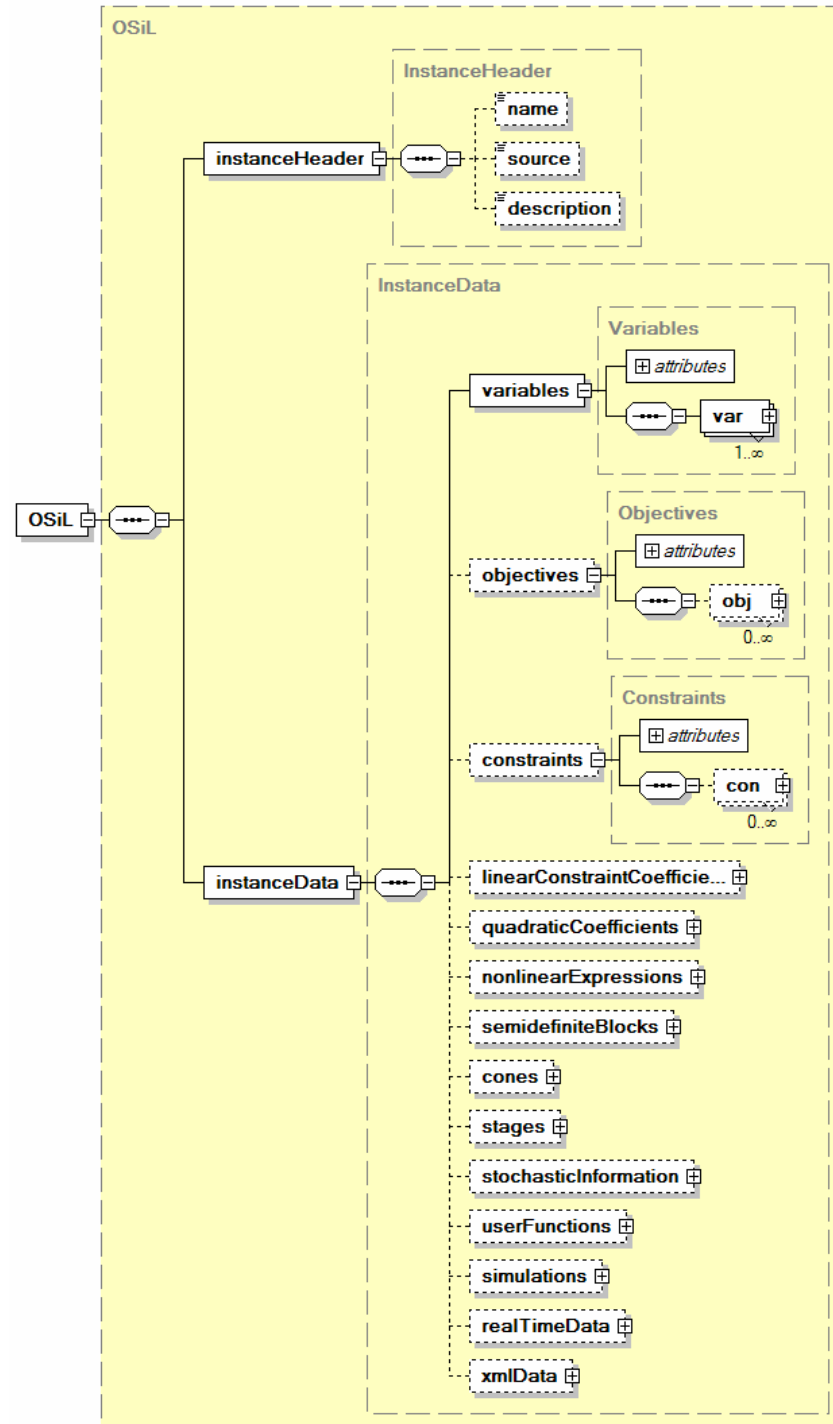 OSiL
InstanceHeader
name
instanceHeader
source
description
InstanceData
Variables
attributes
variables
var
1..∞
OSiL
Objectives
attributes
objectives
obj
0..∞
Constraints
attributes
constraints
con
0..∞
instanceData
linearConstraintCoefficie...
quadraticCoefficients
nonlinearExpressions
semidefiniteBlocks
cones
stages
stochasticInformation
userFunctions
simulations
realTimeData
xmlData